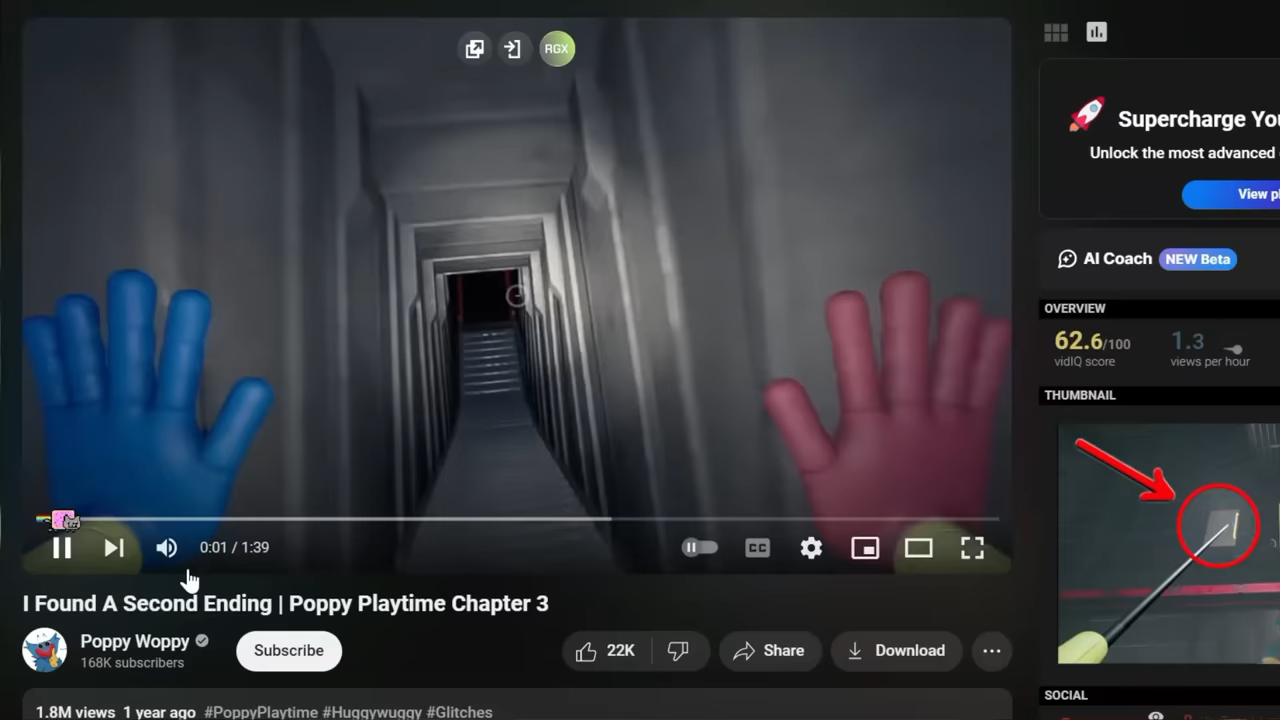 RGX
0:01 / 1:39
CC
I Found A Second Ending | Poppy Playtime Chapter 3
Poppy Woppy
168K subscribers
Subscribe
22K
Share
Download
1.8M views 1 year ago #PoppyPlaytime #Huggywuggy #Glitches
Supercharge You
Unlock the most advanced
View pl
AI Coach NEW Beta
OVERVIEW
62.6/100
vidIQ score
1.3
views per hour
THUMBNAIL
SOCIAL